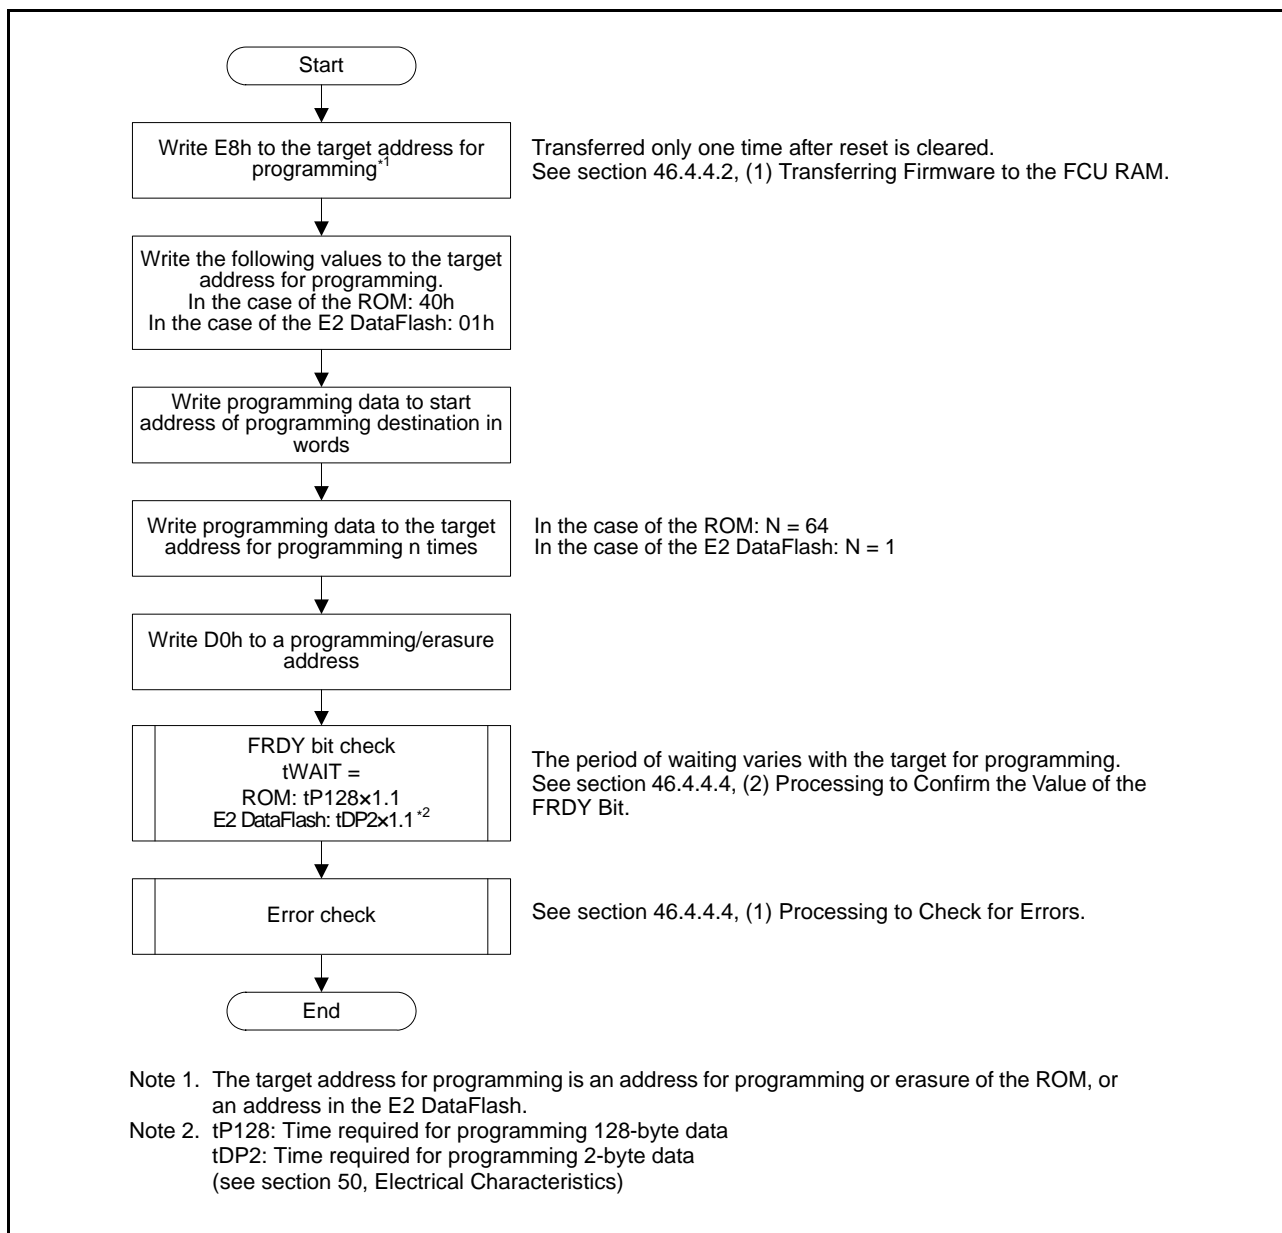 Start
Write E8h to the target address for
programming*1
Transferred only one time after reset is cleared.
See section 46.4.4.2, (1) Transferring Firmware to the FCU RAM.
Write the following values to the target
address for programming.
In the case of the ROM: 40h
In the case of the E2 DataFlash: 01h
Write programming data to start
address of programming destination in
words
Write programming data to the target
address for programming n times
In the case of the ROM: N = 64
In the case of the E2 DataFlash: N = 1
Write D0h to a programming/erasure
address
FRDY bit check
tWAIT =
ROM: tP128×1.1
E2 DataFlash: tDP2×1.1*2
The period of waiting varies with the target for programming.
See section 46.4.4.4, (2) Processing to Confirm the Value of the
FRDY Bit.
Error check
See section 46.4.4.4, (1) Processing to Check for Errors.
End
Note 1. The target address for programming is an address for programming or erasure of the ROM, or
an address in the E2 DataFlash.
Note 2. tP128: Time required for programming 128-byte data
tDP2: Time required for programming 2-byte data
(see section 50, Electrical Characteristics)